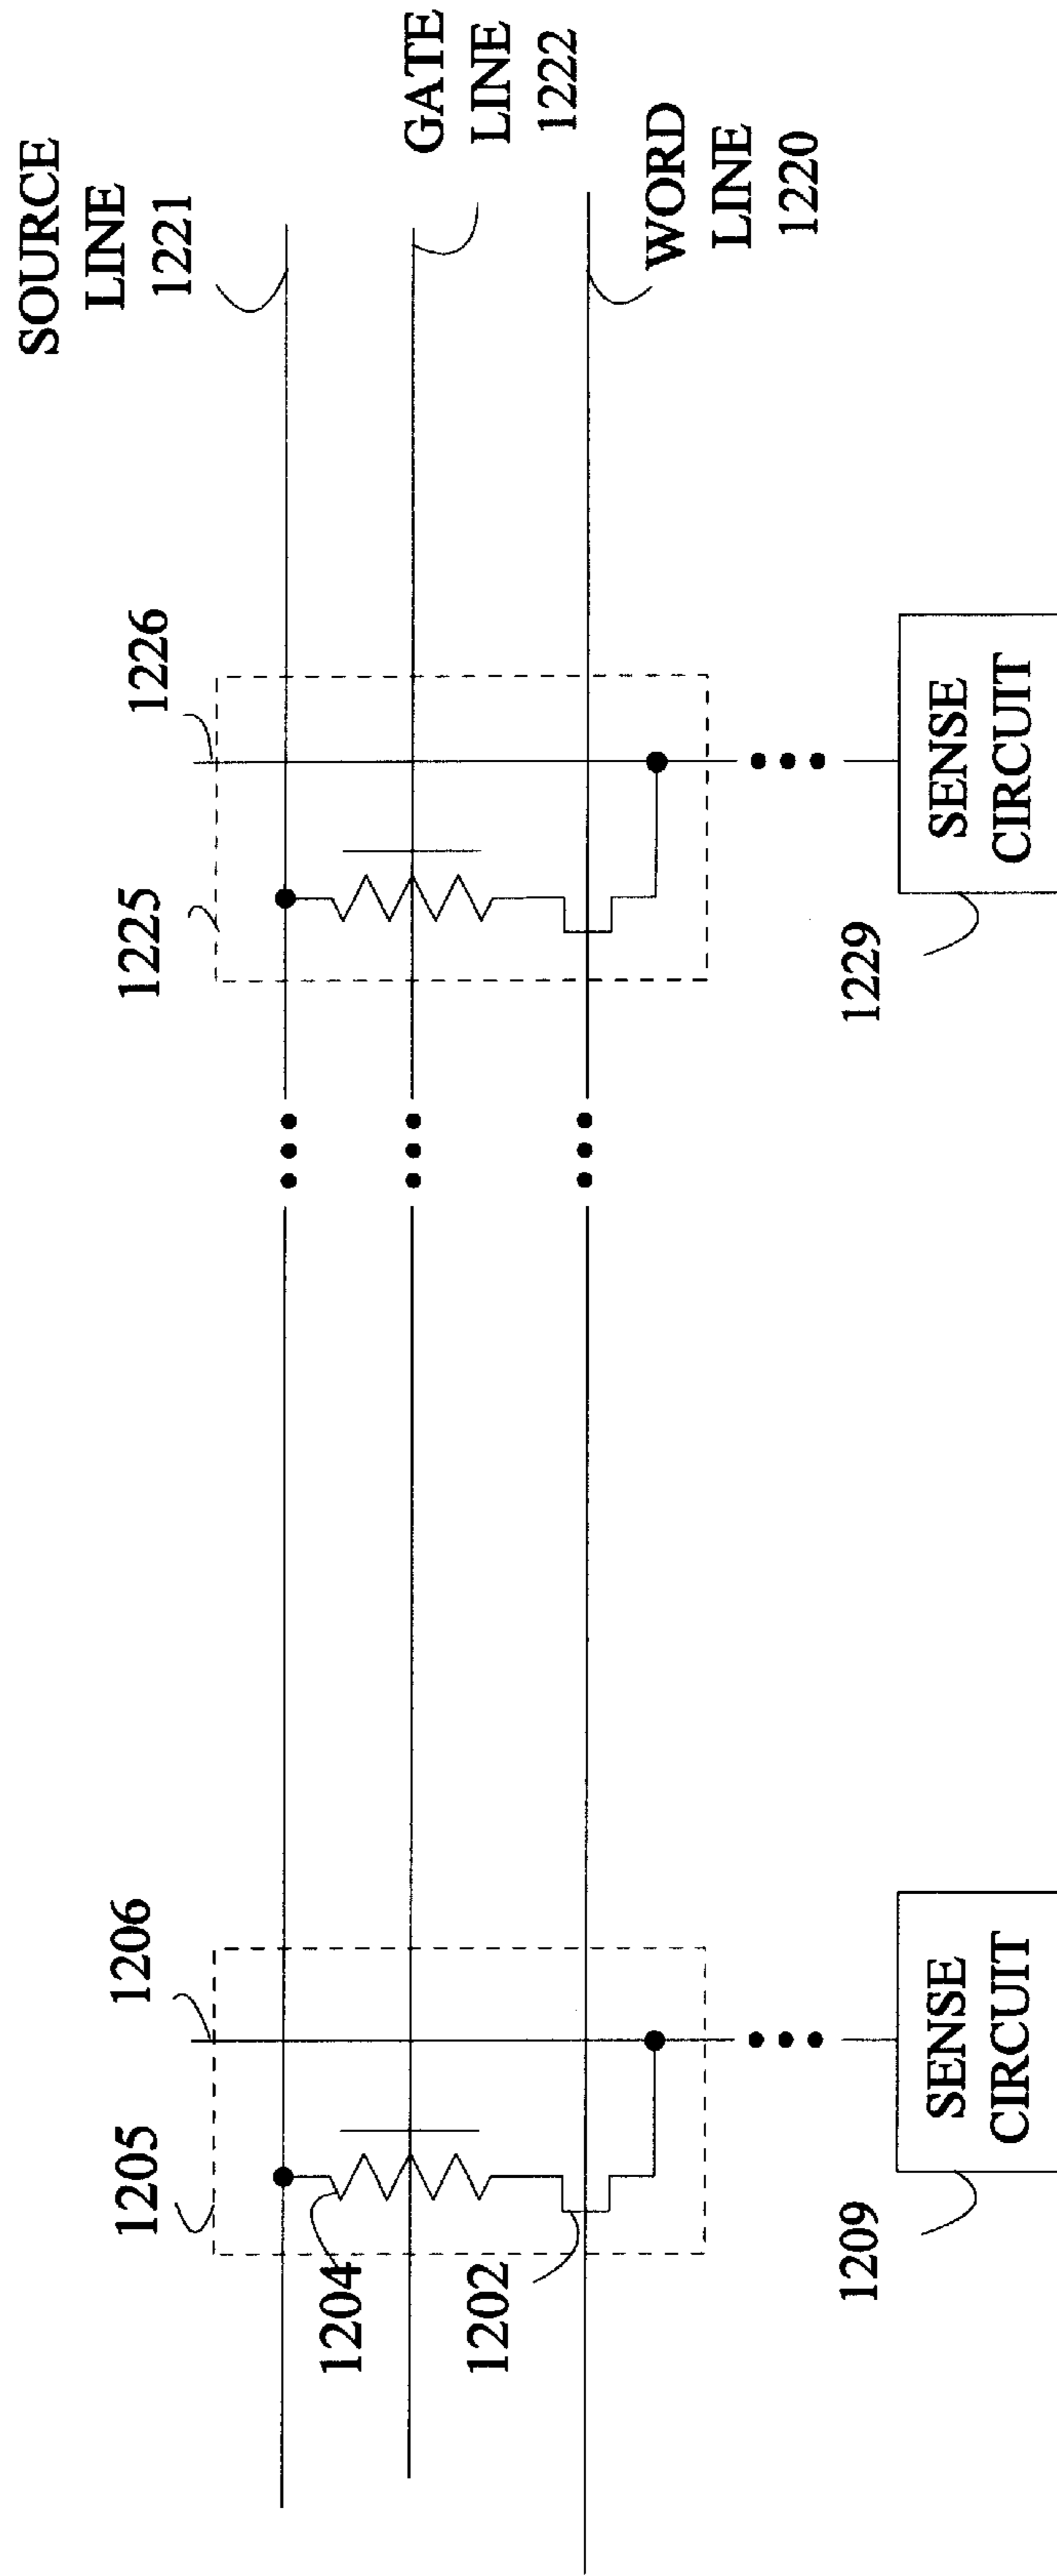 SOURCE
LINE
1221
GATE
LINE
1222
WORD
LINE
1220
1226
1225
1206
1205
1204
1202
SENSE
CIRCUIT
1229
SENSE
CIRCUIT
1209